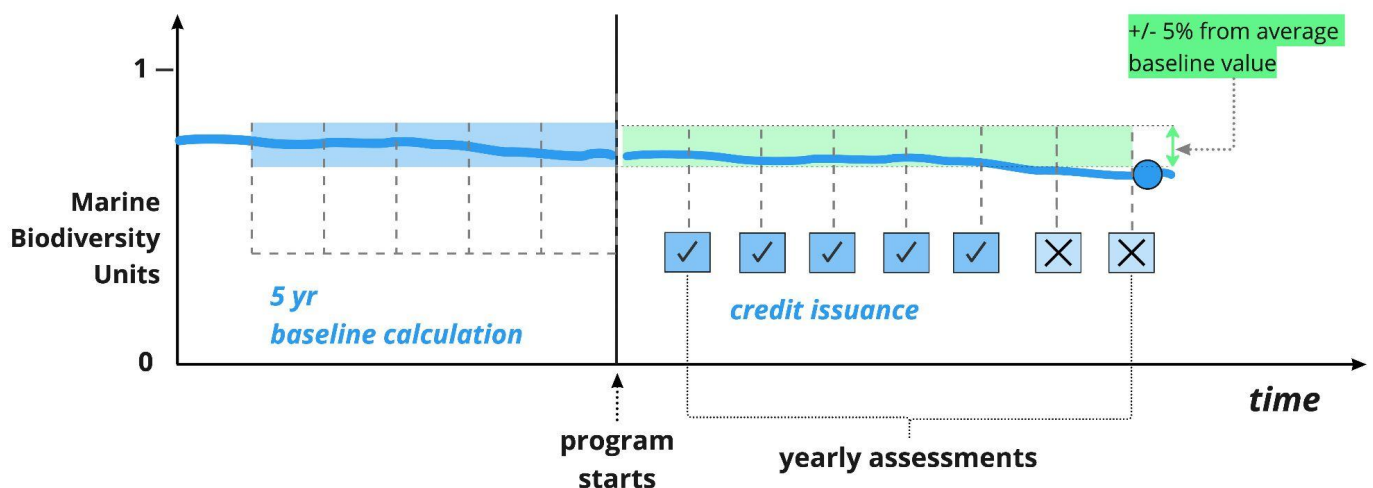 +/- 5% from average
baseline value
1
Marine
Biodiversity
Units
5 yr
baseline calculation
credit issuance
0
time
program
starts
yearly assessments